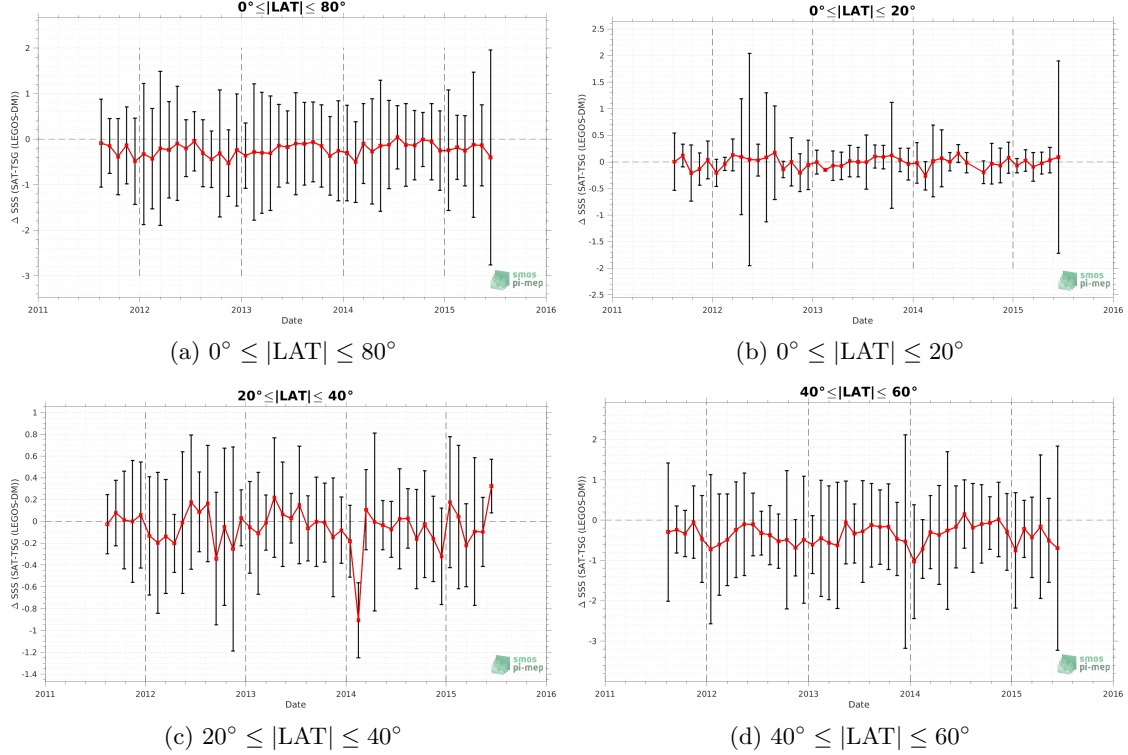 0°≤|LAT|≤ 80°
2
1
0
-1
-2
-3
Δ SSS (SAT-TSG (LEGOS-DM))
2011
2012
2013
2014
2015
2016
Date
smos
pi-mep
(a) 0° ≤ |LAT| ≤ 80°
0°≤|LAT|≤ 20°
2.5
2
1.5
1
0.5
0
-0.5
-1
-1.5
-2
-2.5
Δ SSS (SAT-TSG (LEGOS-DM))
2011
2012
2013
2014
2015
2016
Date
smos
pi-mep
(b) 0° ≤ |LAT| ≤ 20°
20°≤|LAT|≤ 40°
1
0.8
0.6
0.4
0.2
0
-0.2
-0.4
-0.6
-0.8
-1
-1.2
-1.4
Δ SSS (SAT-TSG (LEGOS-DM))
2011
2012
2013
2014
2015
2016
Date
smos
pi-mep
(c) 20° ≤ |LAT| ≤ 40°
40°≤|LAT|≤ 60°
2
1
0
-1
-2
-3
Δ SSS (SAT-TSG (LEGOS-DM))
2011
2012
2013
2014
2015
2016
Date
smos
pi-mep
(d) 40° ≤ |LAT| ≤ 60°